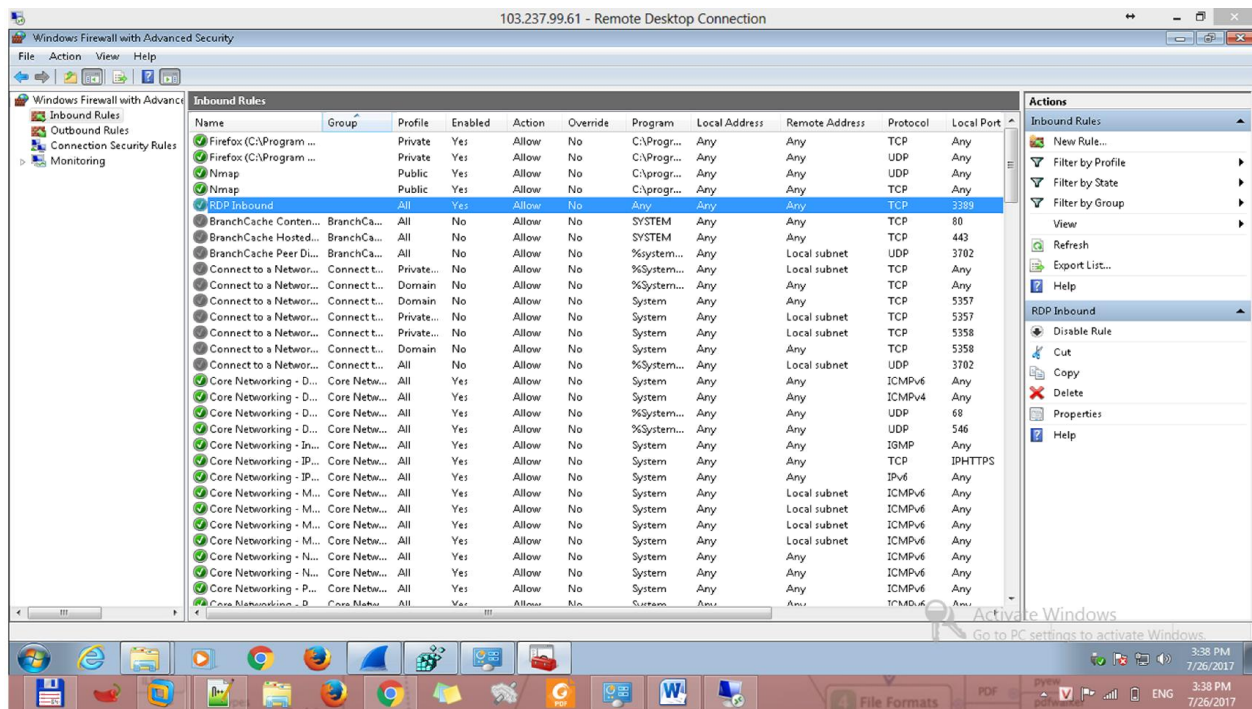 103.237.99.61 - Remote Desktop Connection
Windows Firewall with Advanced Security
File Action View Help
Windows Firewall with Advance
Inbound Rules
Outbound Rules
Connection Security Rules
Monitoring
Inbound Rules
Name Group Profile Enabled Action Override Program Local Address Remote Address Protocol Local Port
Firefox (C:\Program ... Private Yes Allow No C:\Progr... Any Any TCP Any
Firefox (C:\Program ... Private Yes Allow No C:\Progr... Any Any UDP Any
Nmap Public Yes Allow No C:\progr... Any Any UDP Any
Nmap Public Yes Allow No C:\progr... Any Any TCP Any
RDP Inbound All Yes Allow No Any Any Any TCP 3389
BranchCache Conten... BranchCa... All No Allow No SYSTEM Any Any TCP 80
BranchCache Hosted... BranchCa... All No Allow No SYSTEM Any Any TCP 443
BranchCache Peer Di... BranchCa... All No Allow No %system... Any Local subnet UDP 3702
Connect to a Networ... Connect t... Private... No Allow No %System... Any Local subnet TCP Any
Connect to a Networ... Connect t... Domain No Allow No %System... Any Any TCP Any
Connect to a Networ... Connect t... Domain No Allow No System Any Any TCP 5357
Connect to a Networ... Connect t... Private... No Allow No System Any Local subnet TCP 5357
Connect to a Networ... Connect t... Private... No Allow No System Any Local subnet TCP 5358
Connect to a Networ... Connect t... Domain No Allow No System Any Any TCP 5358
Connect to a Networ... Connect t... All No Allow No %System... Any Local subnet UDP 3702
Core Networking - D... Core Netw... All Yes Allow No System Any Any ICMPv6 Any
Core Networking - D... Core Netw... All Yes Allow No System Any Any ICMPv4 Any
Core Networking - D... Core Netw... All Yes Allow No %System... Any Any UDP 68
Core Networking - D... Core Netw... All Yes Allow No %System... Any Any UDP 546
Core Networking - In... Core Netw... All Yes Allow No System Any Any IGMP Any
Core Networking - IP... Core Netw... All Yes Allow No System Any Any TCP IPHTTPS
Core Networking - IP... Core Netw... All Yes Allow No System Any Any IPv6 Any
Core Networking - M... Core Netw... All Yes Allow No System Any Local subnet ICMPv6 Any
Core Networking - M... Core Netw... All Yes Allow No System Any Local subnet ICMPv6 Any
Core Networking - M... Core Netw... All Yes Allow No System Any Local subnet ICMPv6 Any
Core Networking - M... Core Netw... All Yes Allow No System Any Local subnet ICMPv6 Any
Core Networking - N... Core Netw... All Yes Allow No System Any Any ICMPv6 Any
Core Networking - N... Core Netw... All Yes Allow No System Any Any ICMPv6 Any
Core Networking - P... Core Netw... All Yes Allow No System Any Any ICMPv6 Any
Core Networking - P... Core Netw... All Yes Allow No System Any Any ICMPv6 Any
Actions
Inbound Rules
New Rule...
Filter by Profile
Filter by State
Filter by Group
View
Refresh
Export List...
Help
RDP Inbound
Disable Rule
Cut
Copy
Delete
Properties
Help
Activate Windows
Go to PC settings to activate Windows.
3:38 PM
7/26/2017
File Formats
PDF
pyew
ENG
3:38 PM
7/26/2017